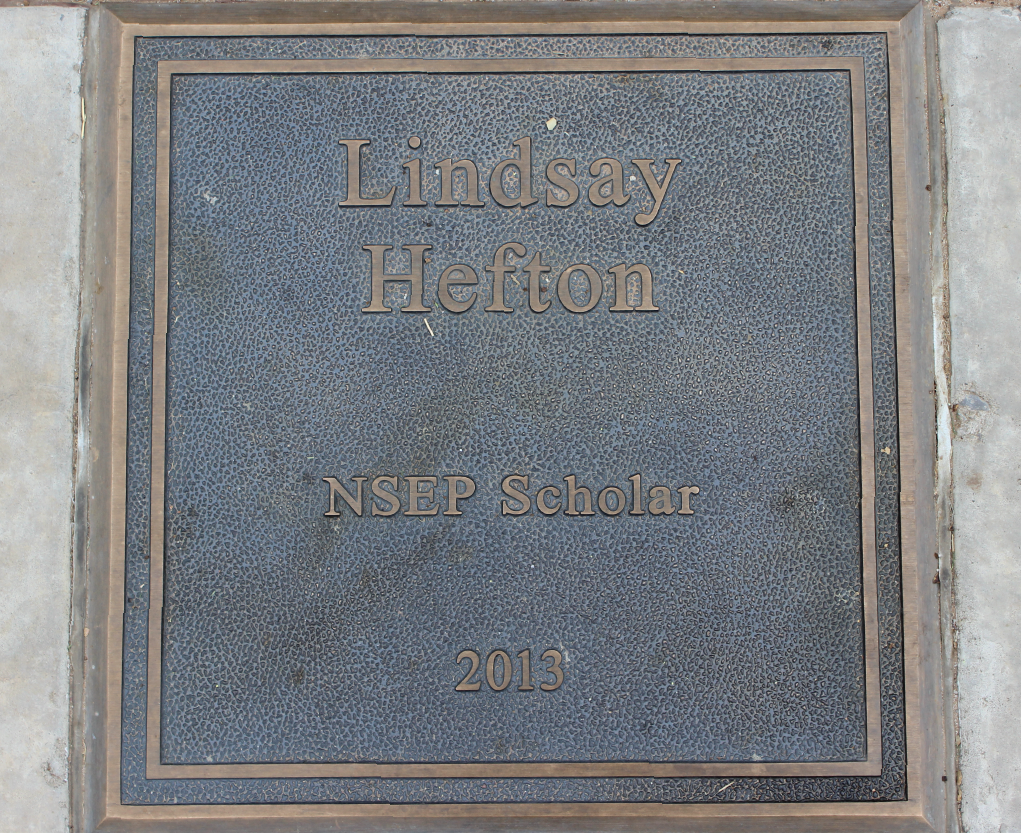 Lindsay
Hefton
NSEP Scholar
2013